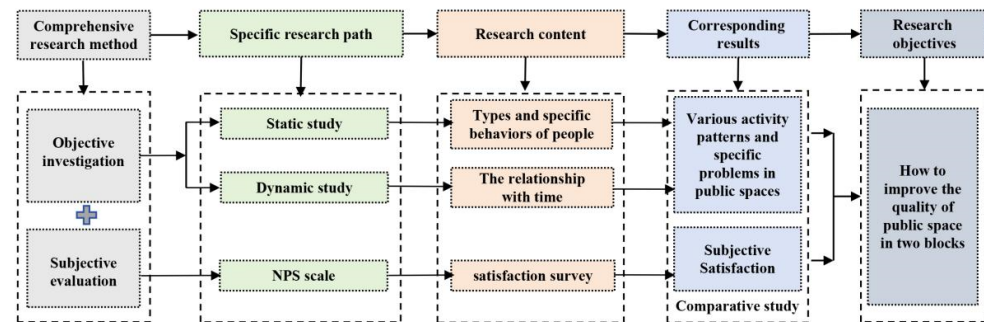 Comprehensive
research method
Specific research path
Research content
Corresponding
results
Research
objectives
Objective
investigation
Subjective
evaluation
Static study
Dynamic study
NPS scale
Types and specific
behaviors of people
The relationship
with time
satisfaction survey
Various activity
patterns and
specific
problems in
public spaces
Subjective
Satisfaction
Comparative study
How to
improve the
quality of
public space
in two blocks